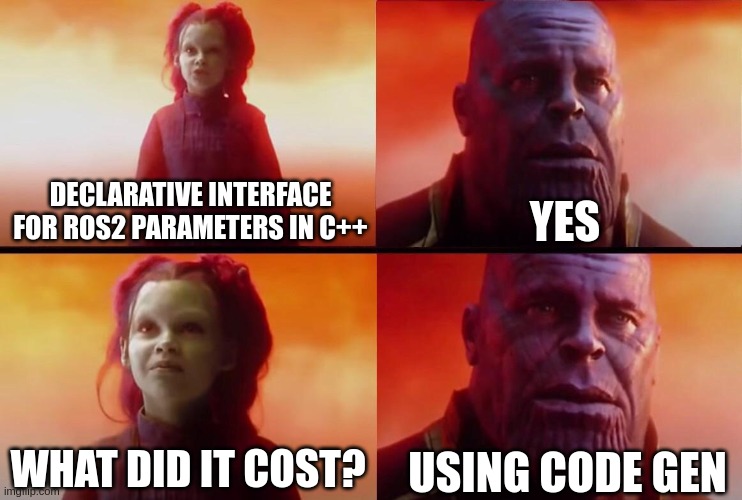 DECLARATIVE INTERFACE
FOR ROS2 PARAMETERS IN C++
YES
WHAT DID IT COST?
USING CODE GEN
imgflip.com